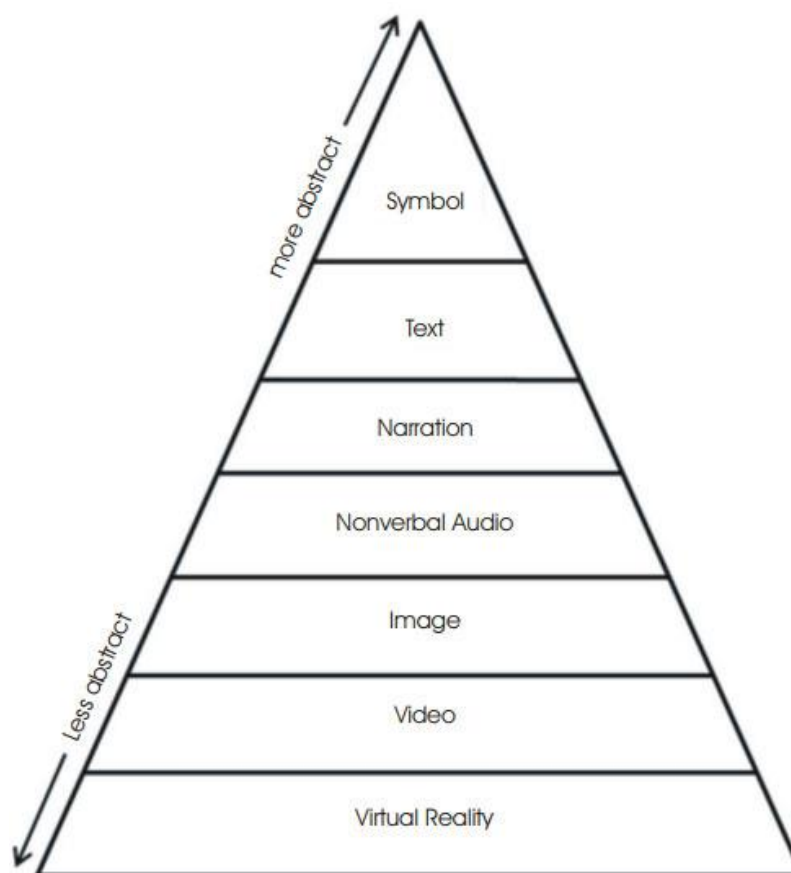 more abstract
Symbol
Text
Narration
Nonverbal Audio
Image
Less abstract
Video
Virtual Reality